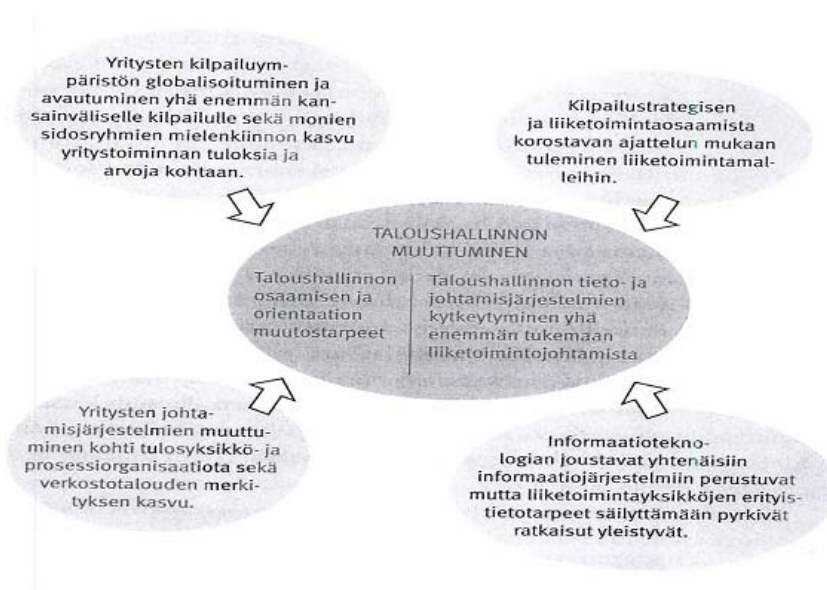 Yritysten kilpailuym-
päristön globalisoituminen ja
avautuminen yhä enemmän kan-
sainväliselle kilpailulle sekä monien
sidosryhmien mielenkiinnon kasvu
yritystoiminnan tuloksia ja
arvoja kohtaan.
Kilpailustrategisen
ja liiketoimintaosaamista
korostavan ajattelun mukaan
tuleminen liiketoimintamal-
leihin.
TALOUSHALLINNON
MUUTTUMINEN
Taloushallinnon
osaamisen ja
orientaation
muutostarpeet
Taloushallinnon tieto- ja
johtamisjärjestelmien
kytkeytyminen yhä
enemmän tukemaan
liiketoimintojohtamista
Yritysten johta-
misjärjestelmien muuttu-
minen kohti tulosyksikkö- ja
prosessiorganisaatiota sekä
verkostotalouden merki-
tyksen kasvu.
Informaatiotekno-
logian joustavat yhtenäisiin
informaatiojärjestelmiin perustuvat
mutta liiketoimintayksikköjen erityis-
tietotarpeet säilyttämään pyrkivät
ratkaisut yleistyvät.